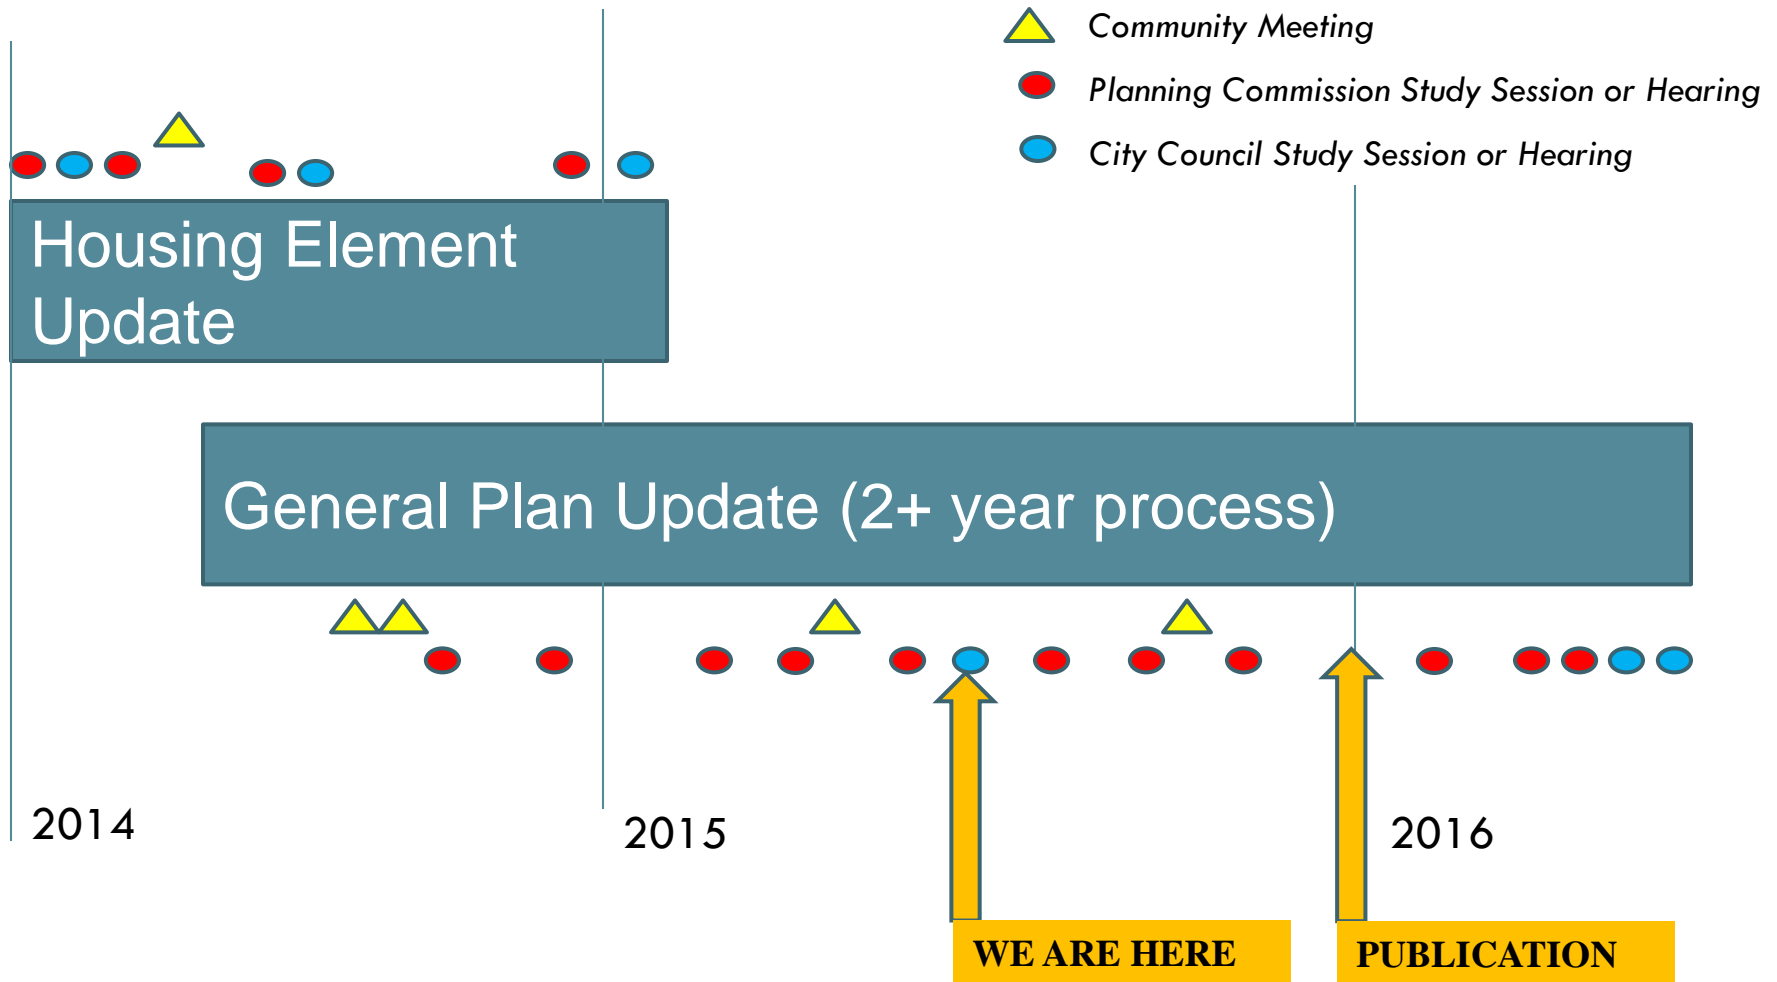 Community Meeting
Planning Commission Study Session or Hearing
City Council Study Session or Hearing
Housing Element
Update
General Plan Update (2+ year process)
2014
2015
2016
WE ARE HERE
PUBLICATION